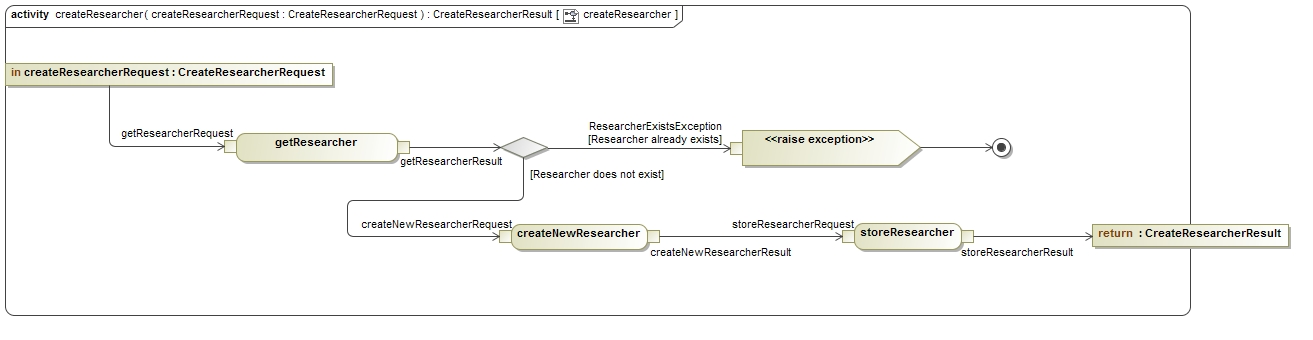 activity createResearcher( createResearcherRequest : CreateResearcherRequest ) : CreateResearcherResult [ createResearcher ]
in createResearcherRequest : CreateResearcherRequest
getResearcherRequest
getResearcher
getResearcherResult
ResearcherExistsException
[Researcher already exists]
<<raise exception>>
[Researcher does not exist]
createNewResearcherRequest
createNewResearcher
createNewResearcherResult
storeResearcherRequest
storeResearcher
storeResearcherResult
return : CreateResearcherResult